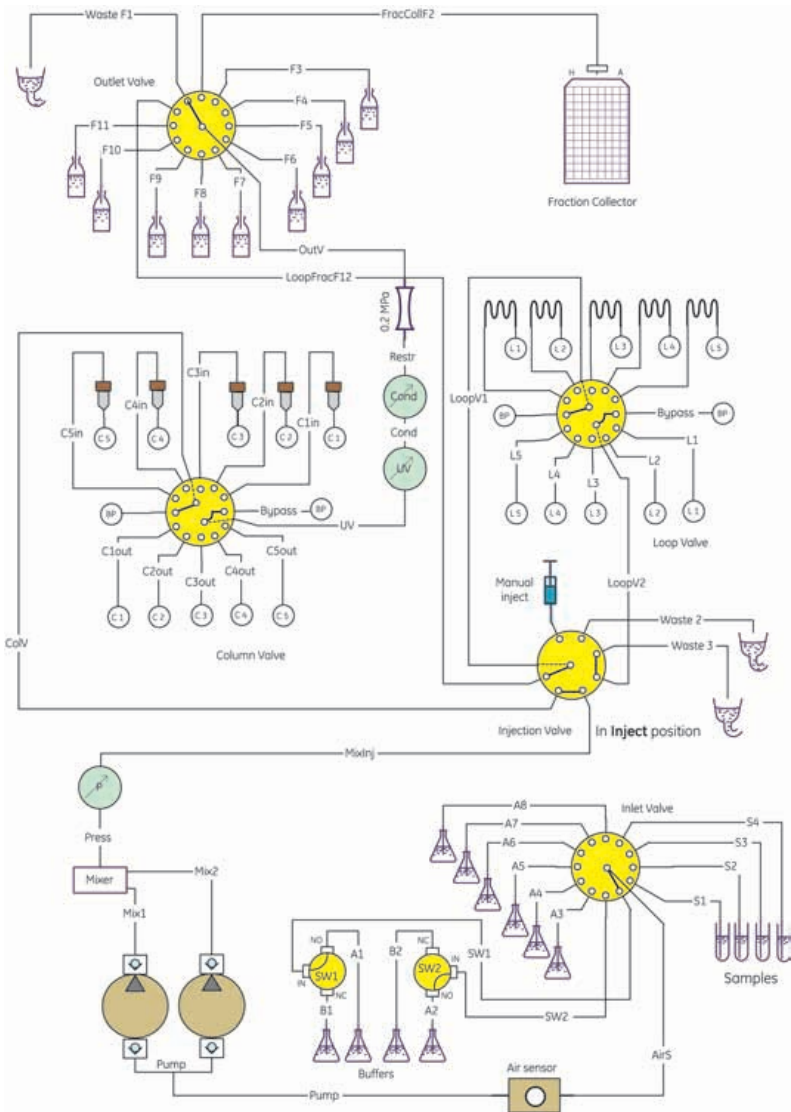 Waste F1
FracCollF2
Outlet Valve
F3
H A
F4
F11
F5
F10
F6
F9
F8
F7
Fraction Collector
OutV
LoopFracF12
0.2 MPa
Restr
Cond
Cond
UV
UV
C3in
C4in
C2in
C5in
C1in
C5
C4
C3
C2
C1
BP
Bypass
BP
C1out
C5out
C2out
C4out
C3out
C1
C2
C3
C4
C5
Column Valve
ColV
LoopV1
L1
L2
L3
L4
L5
BP
Bypass
BP
L5
L1
L4
L2
L3
L5
L4
L3
L2
L1
Loop Valve
LoopV2
Manual
inject
Waste 2
Waste 3
Injection Valve
In Inject position
MixInj
P
Press
Mixer
Mix2
Mix1
Pump
Pump
A8
Inlet Valve
A7
S4
A6
S3
A5
S2
A4
S1
A3
Samples
NO
A1
B2
NC
SW1
IN
SW1
SW2
IN
NC
NO
B1
A2
SW2
Buffers
Air sensor
AirS